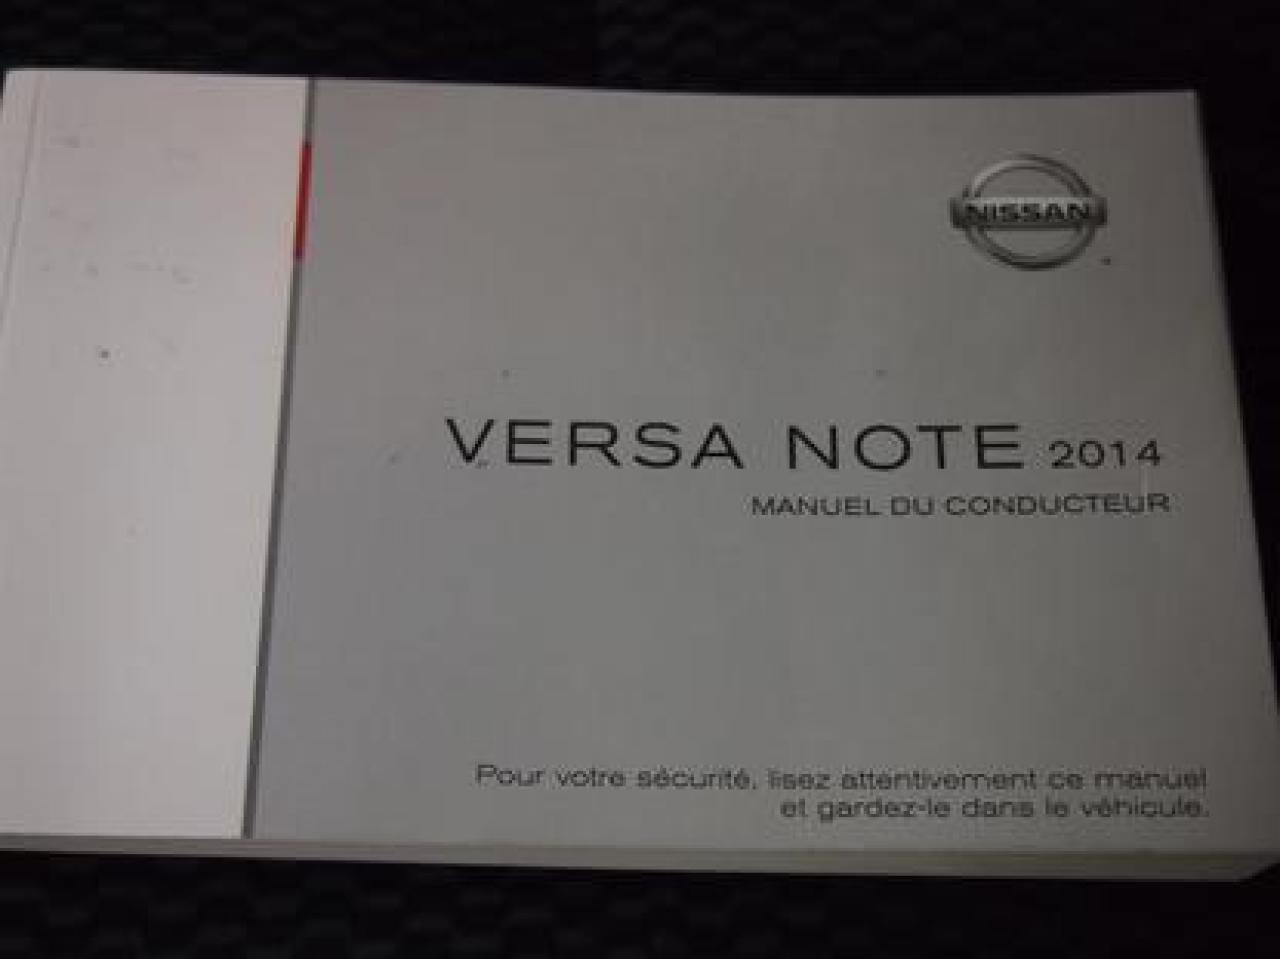 NISSAN
VERSA NOTE 2014
MANUEL DU CONDUCTEUR
Pour votre sécurité, lisez attentivement ce manuel
et gardez-le dans le véhicule.